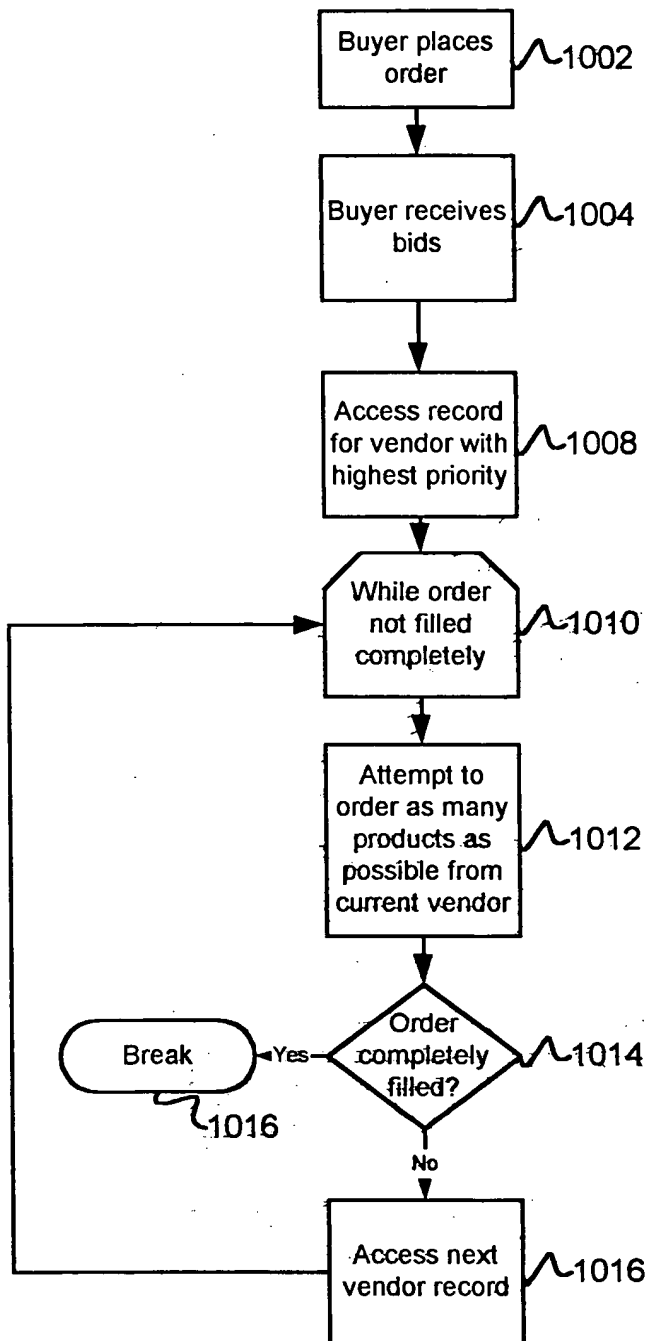 Buyer places
order
1002
Buyer receives
bids
1004
Access record
for vendor with
highest priority
1008
While order
not filled
completely
1010
Attempt to
order as many
products as
possible from
current vendor
1012
Order
completely
filled?
1014
Yes
Break
1016
No
Access next
vendor record
1016